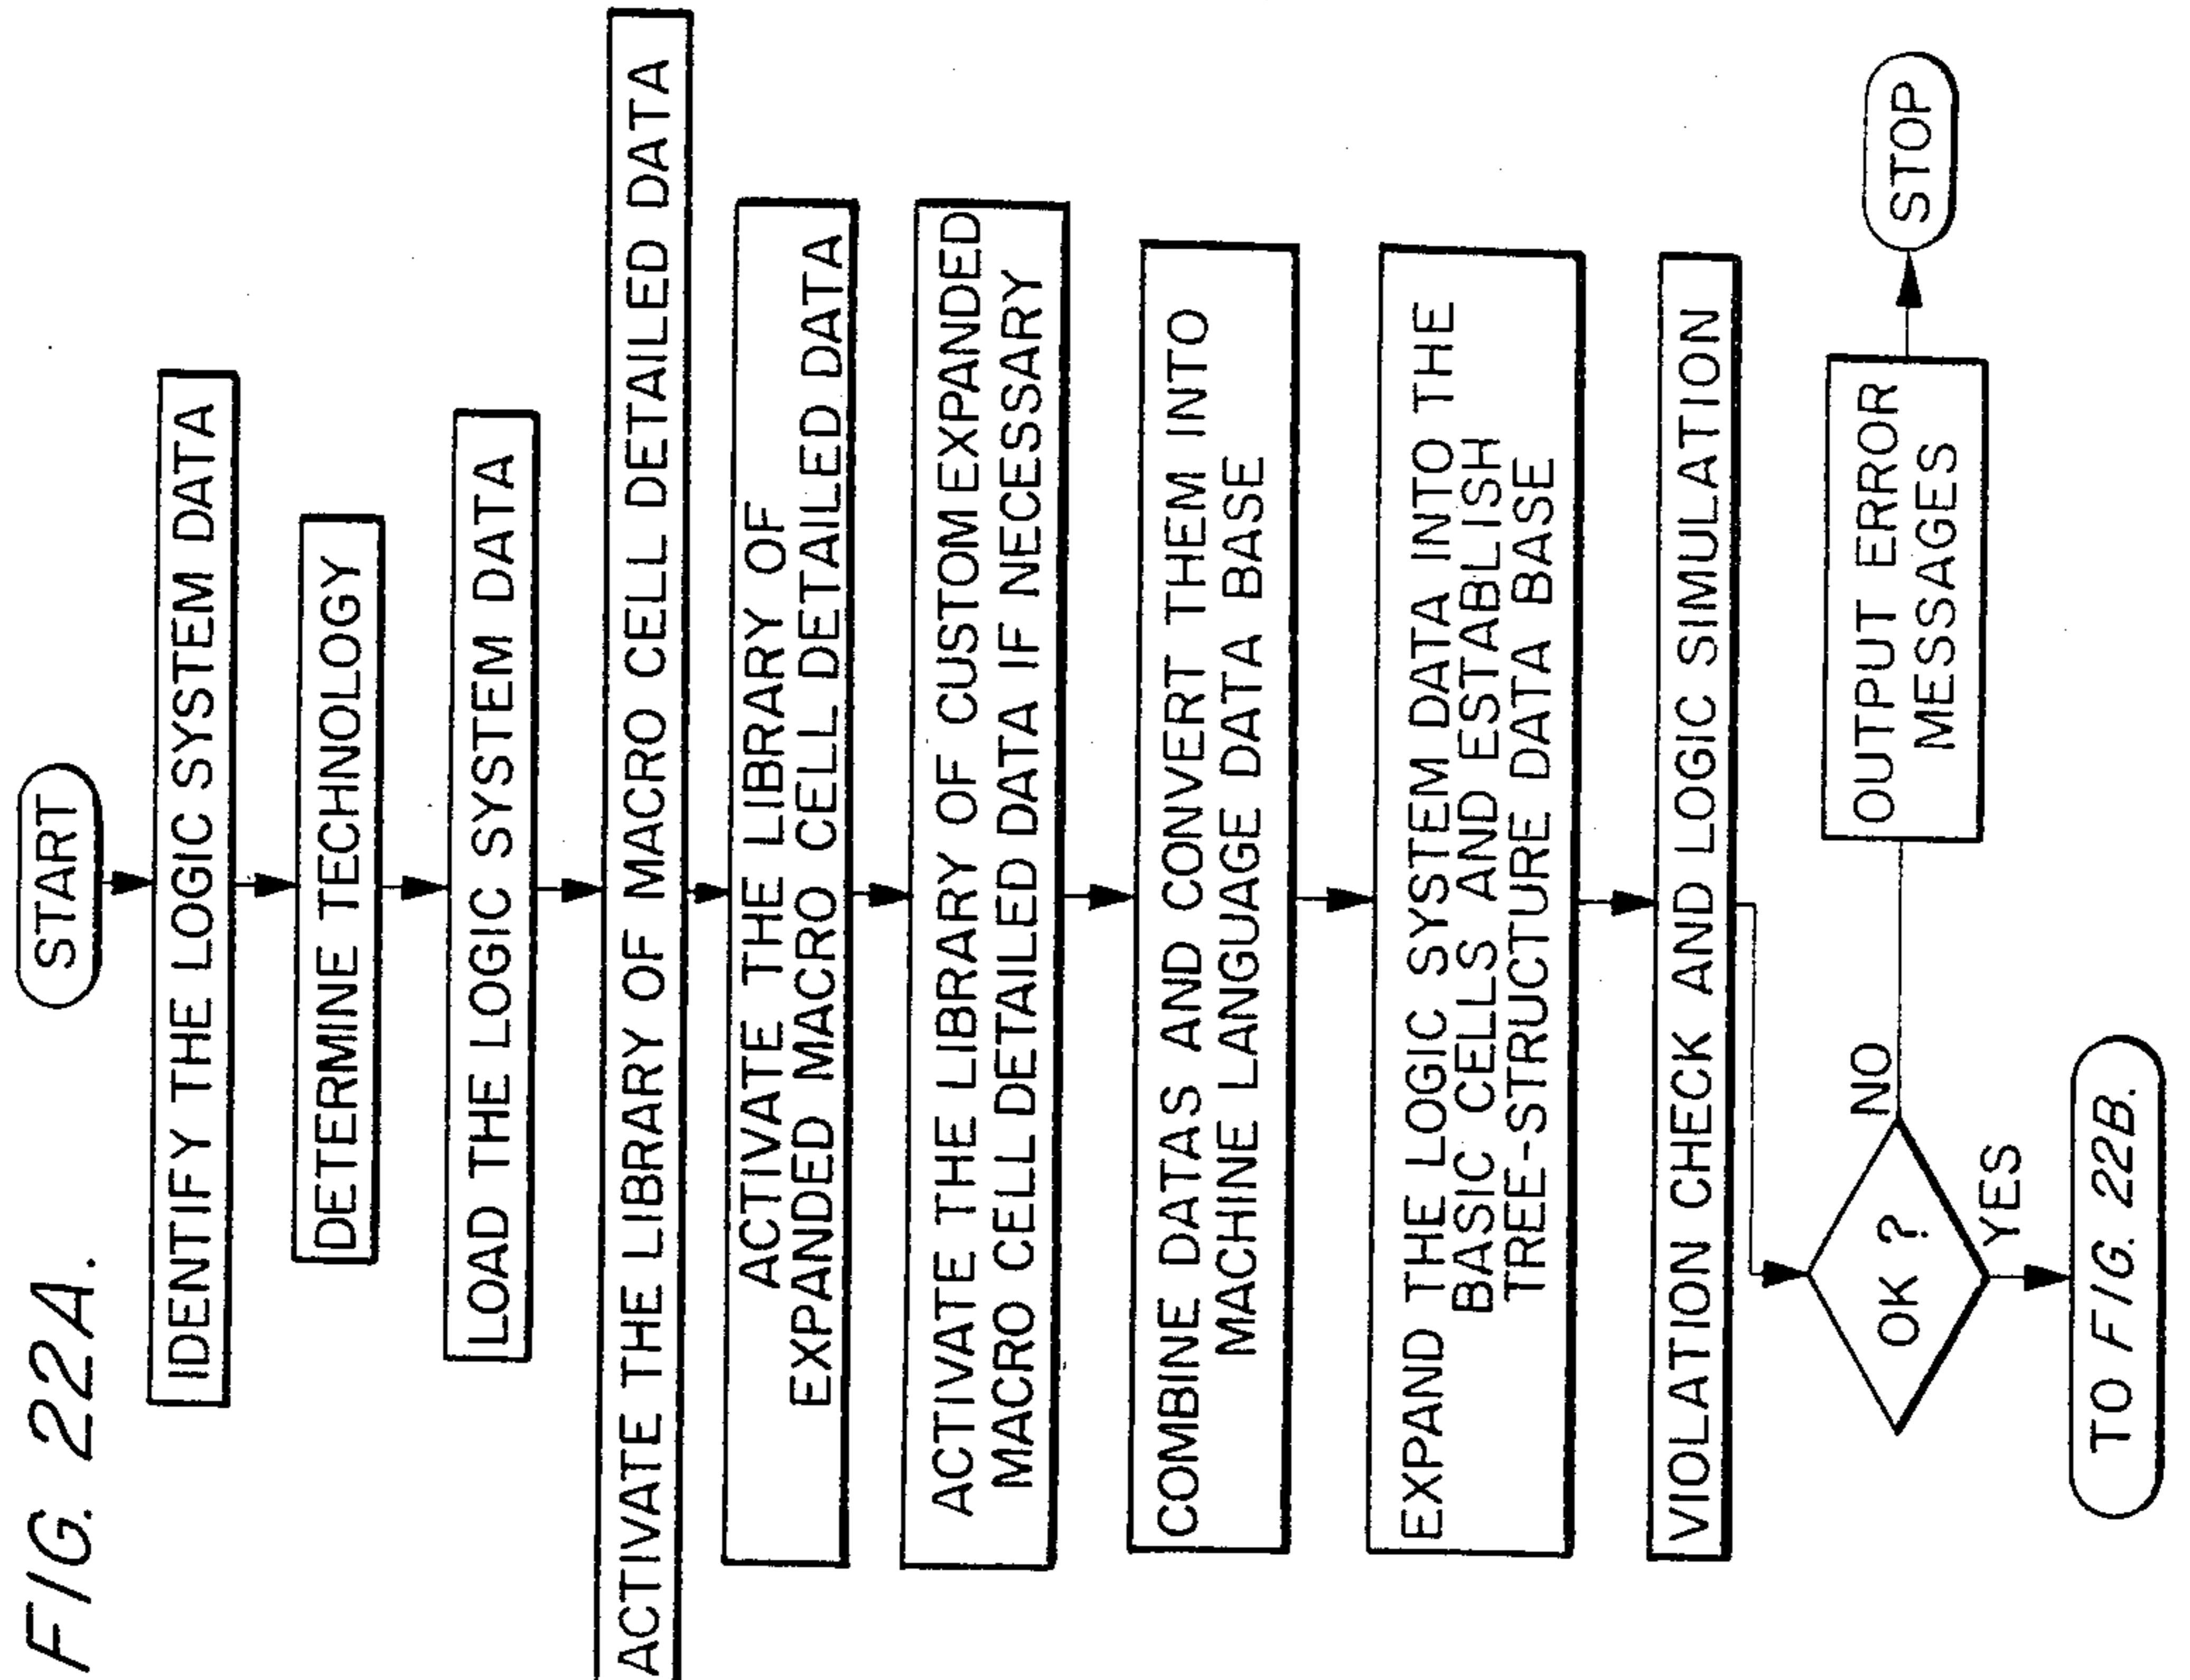 FIG. 22A.
START
IDENTIFY THE LOGIC SYSTEM DATA
DETERMINE TECHNOLOGY
LOAD THE LOGIC SYSTEM DATA
ACTIVATE THE LIBRARY OF MACRO CELL DETAILED DATA
ACTIVATE THE LIBRARY OF
EXPANDED MACRO CELL DETAILED DATA
ACTIVATE THE LIBRARY OF CUSTOM EXPANDED
MACRO CELL DETAILED DATA IF NECESSARY
COMBINE DATAS AND CONVERT THEM INTO
MACHINE LANGUAGE DATA BASE
EXPAND THE LOGIC SYSTEM DATA INTO THE
BASIC CELLS AND ESTABLISH
TREE-STRUCTURE DATA BASE
VIOLATION CHECK AND LOGIC SIMULATION
OK ?
NO
OUTPUT ERROR
MESSAGES
STOP
YES
TO FIG. 22B.